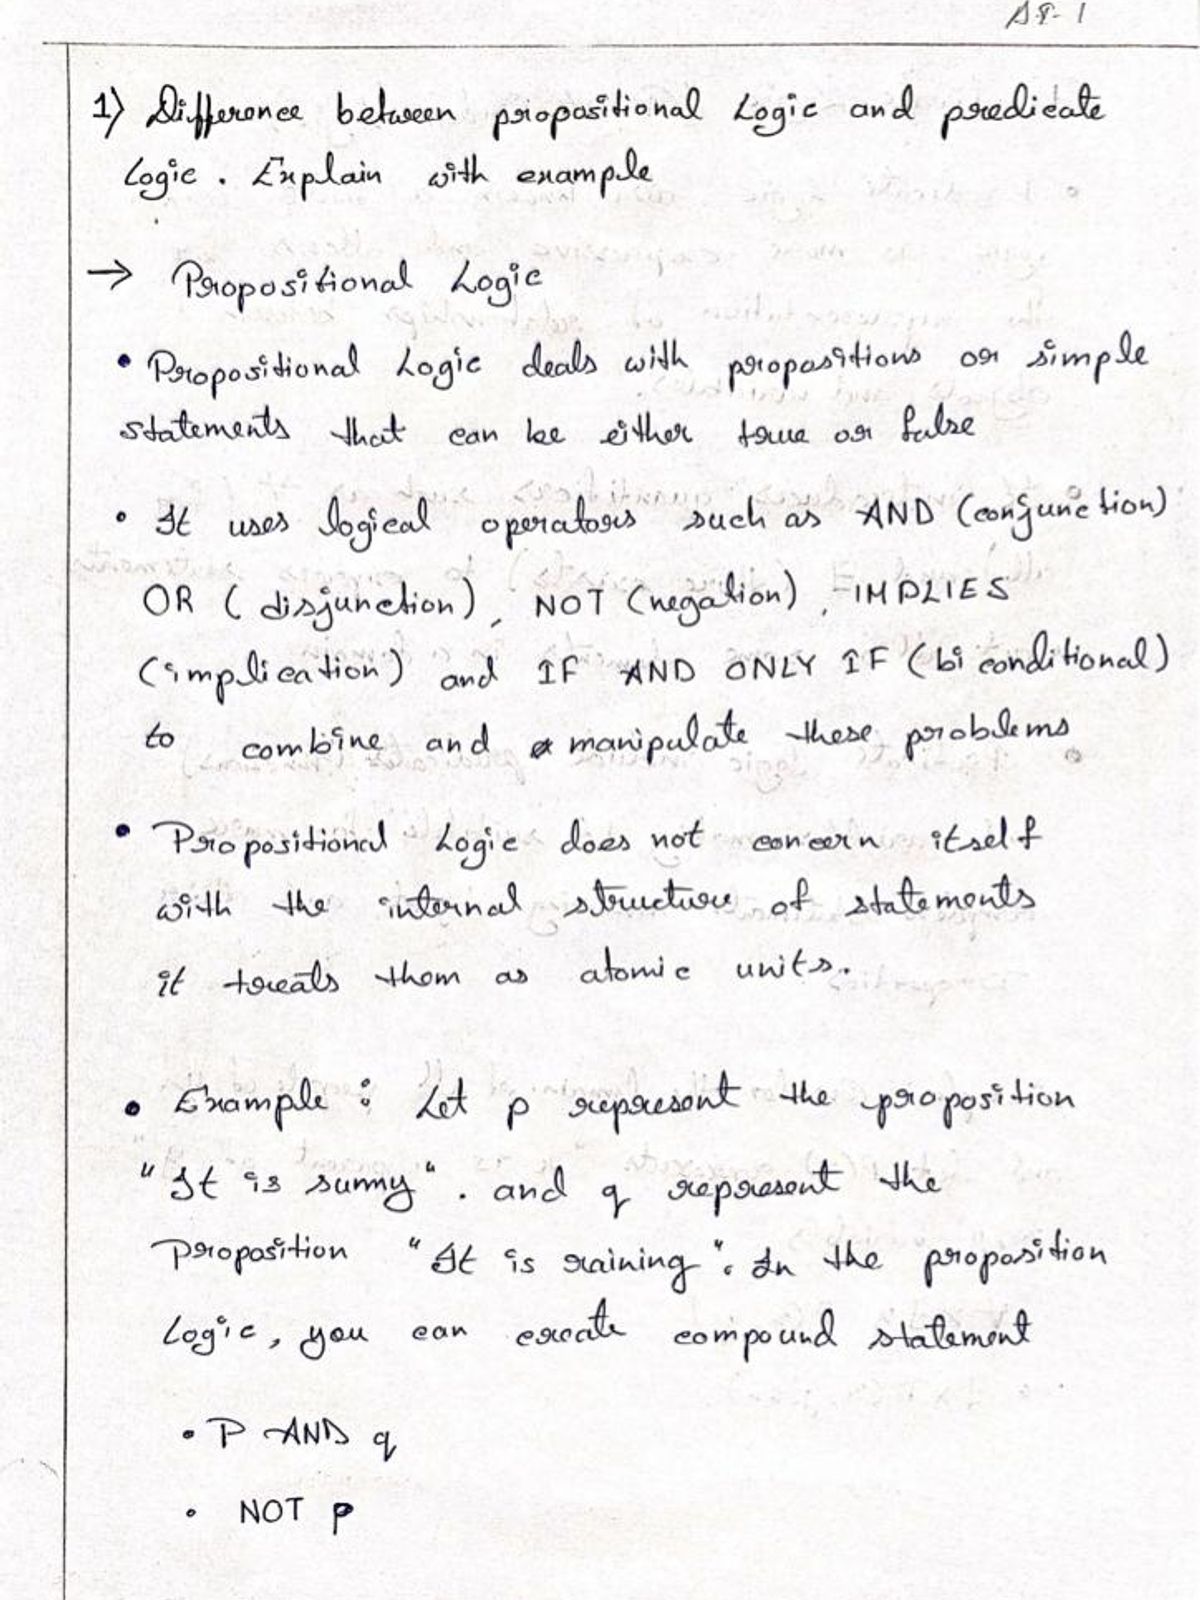 1) Difference between propositional Logic and predicate
Logic. Explain with example
→ Propositional Logic
• Propositional Logic deals with propositions or simple
statements that can be either true or false
• It uses logical operators such as AND (conjunction)
OR (disjunction), NOT (negation), IMPLIES
(implication) and IF AND ONLY IF (bi conditional)
to combine and manipulate these problems
• Propositional Logic does not concern itself
with the internal structure of statements
it treats them as atomic units.
• Example : Let p represent the proposition
"It is sunny". and q represent the
proposition "It is raining". In the proposition
Logic, you can create compound statement
• P AND q
• NOT p